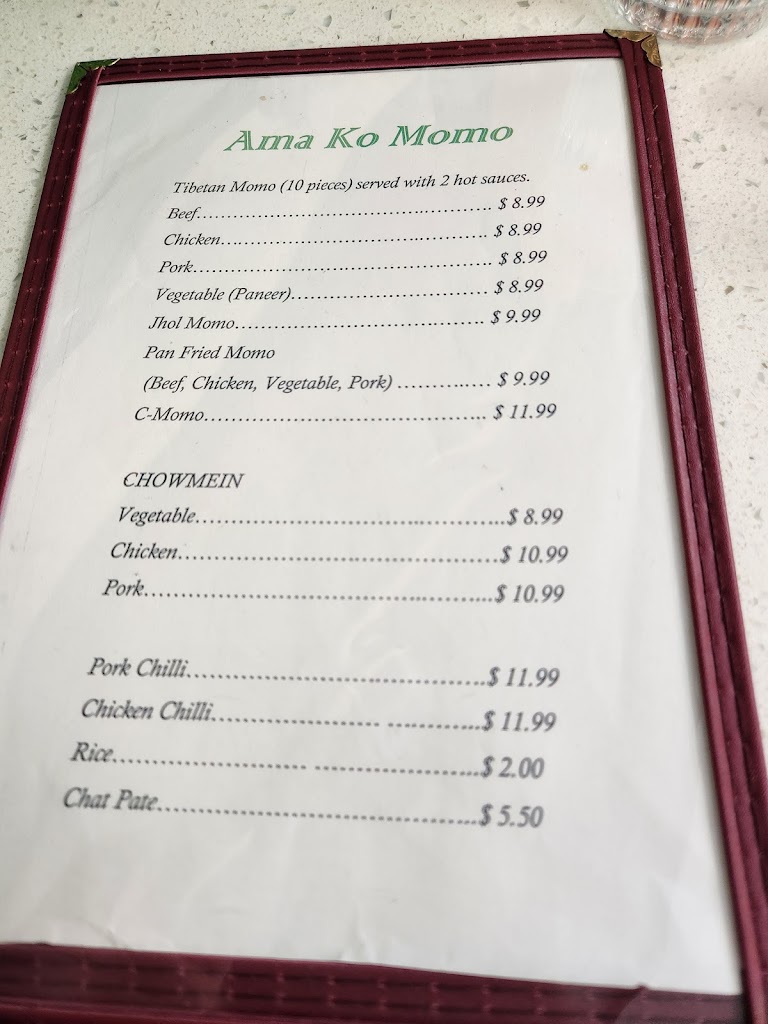 Ama Ko Momo
Tibetan Momo (10 pieces) served with 2 hot sauces.
Beef.................................................. $ 8.99
Chicken............................................. $ 8.99
Pork.................................................. $ 8.99
Vegetable (Paneer)................................ $ 8.99
Jhol Momo.......................................... $ 9.99
Pan Fried Momo
(Beef, Chicken, Vegetable, Pork) ............. $ 9.99
C-Momo............................................. $ 11.99
CHOWMEIN
Vegetable.............................................$ 8.99
Chicken...............................................$ 10.99
Pork...................................................$ 10.99
Pork Chilli...........................................$ 11.99
Chicken Chilli........................ ..............$ 11.99
Rice........................... .......................$ 2.00
Chat Pate............................................$ 5.50